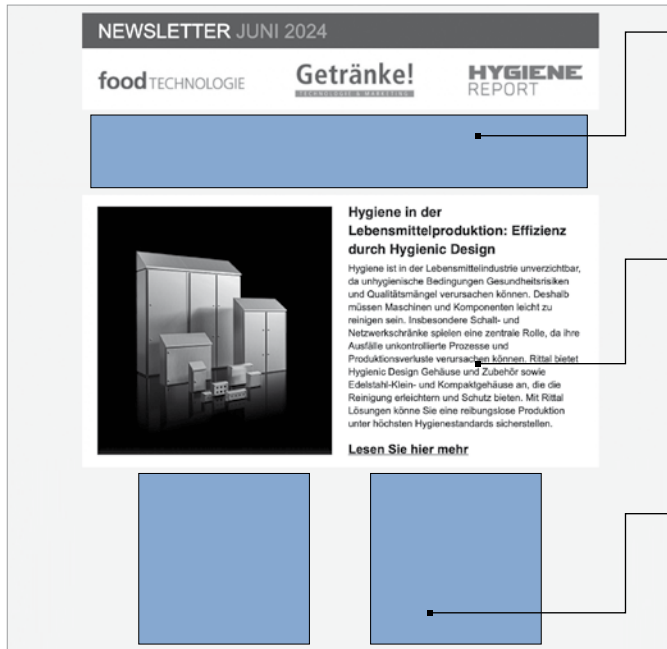 NEWSLETTER JUNI 2024
food TECHNOLOGIE
Getränke!
TECHNOLOGIE & MARKETING
HYGIENE
REPORT
Hygiene in der
Lebensmittelproduktion: Effizienz
durch Hygienic Design
Hygiene ist in der Lebensmittelindustrie unverzichtbar,
da unhygienische Bedingungen Gesundheitsrisiken
und Qualitätsmängel verursachen können. Deshalb
müssen Maschinen und Komponenten leicht zu
reinigen sein. Insbesondere Schalt- und
Netzwerkschränke spielen eine zentrale Rolle, da ihre
Ausfälle unkontrollierte Prozesse und
Produktionsverluste verursachen können. Rittal bietet
Hygienic Design Gehäuse und Zubehör sowie
Edelstahl-Klein- und Kompaktgehäuse an, die die
Reinigung erleichtern und Schutz bieten. Mit Rittal
Lösungen könne Sie eine reibungslose Produktion
unter höchsten Hygienestandards sicherstellen.
Lesen Sie hier mehr